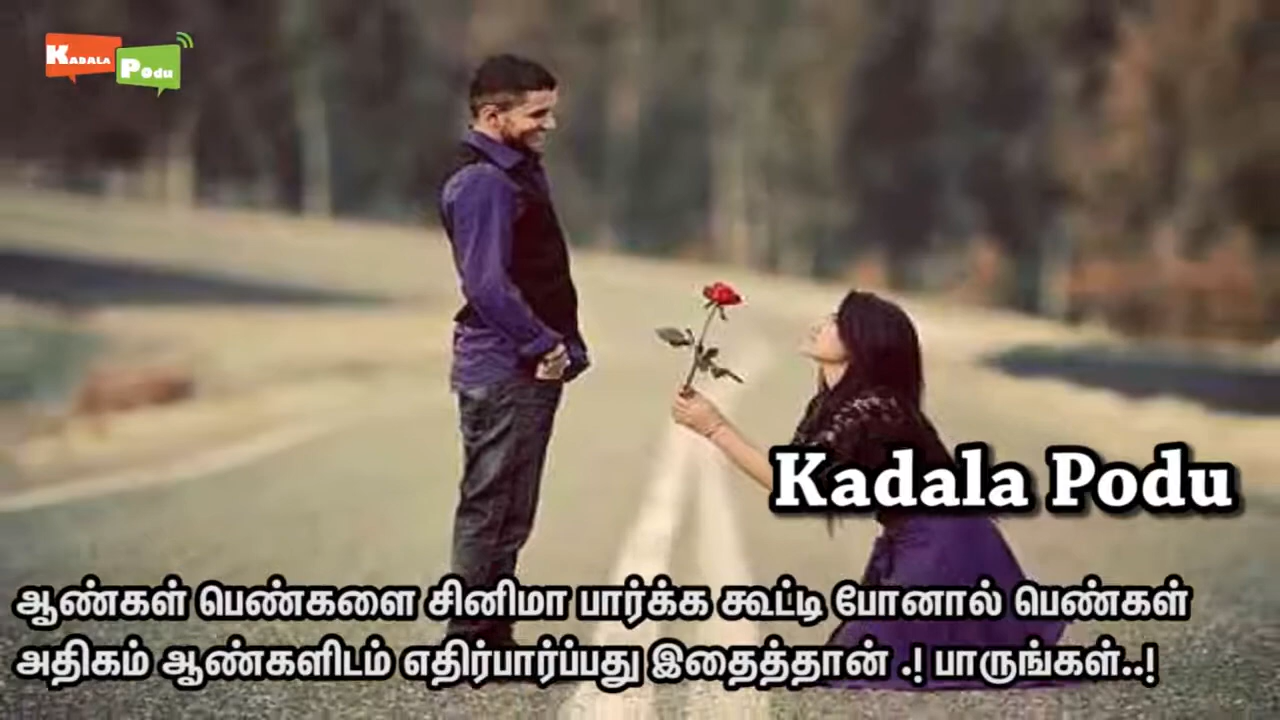 KADALA
PODU
Kadala Podu
ஆண்கள் பெண்களை சினிமா பார்க்க கூட்டி போனால் பெண்கள்
அதிகம் ஆண்களிடம் எதிர்பார்ப்பது இதைத்தான் .! பாருங்கள்..!